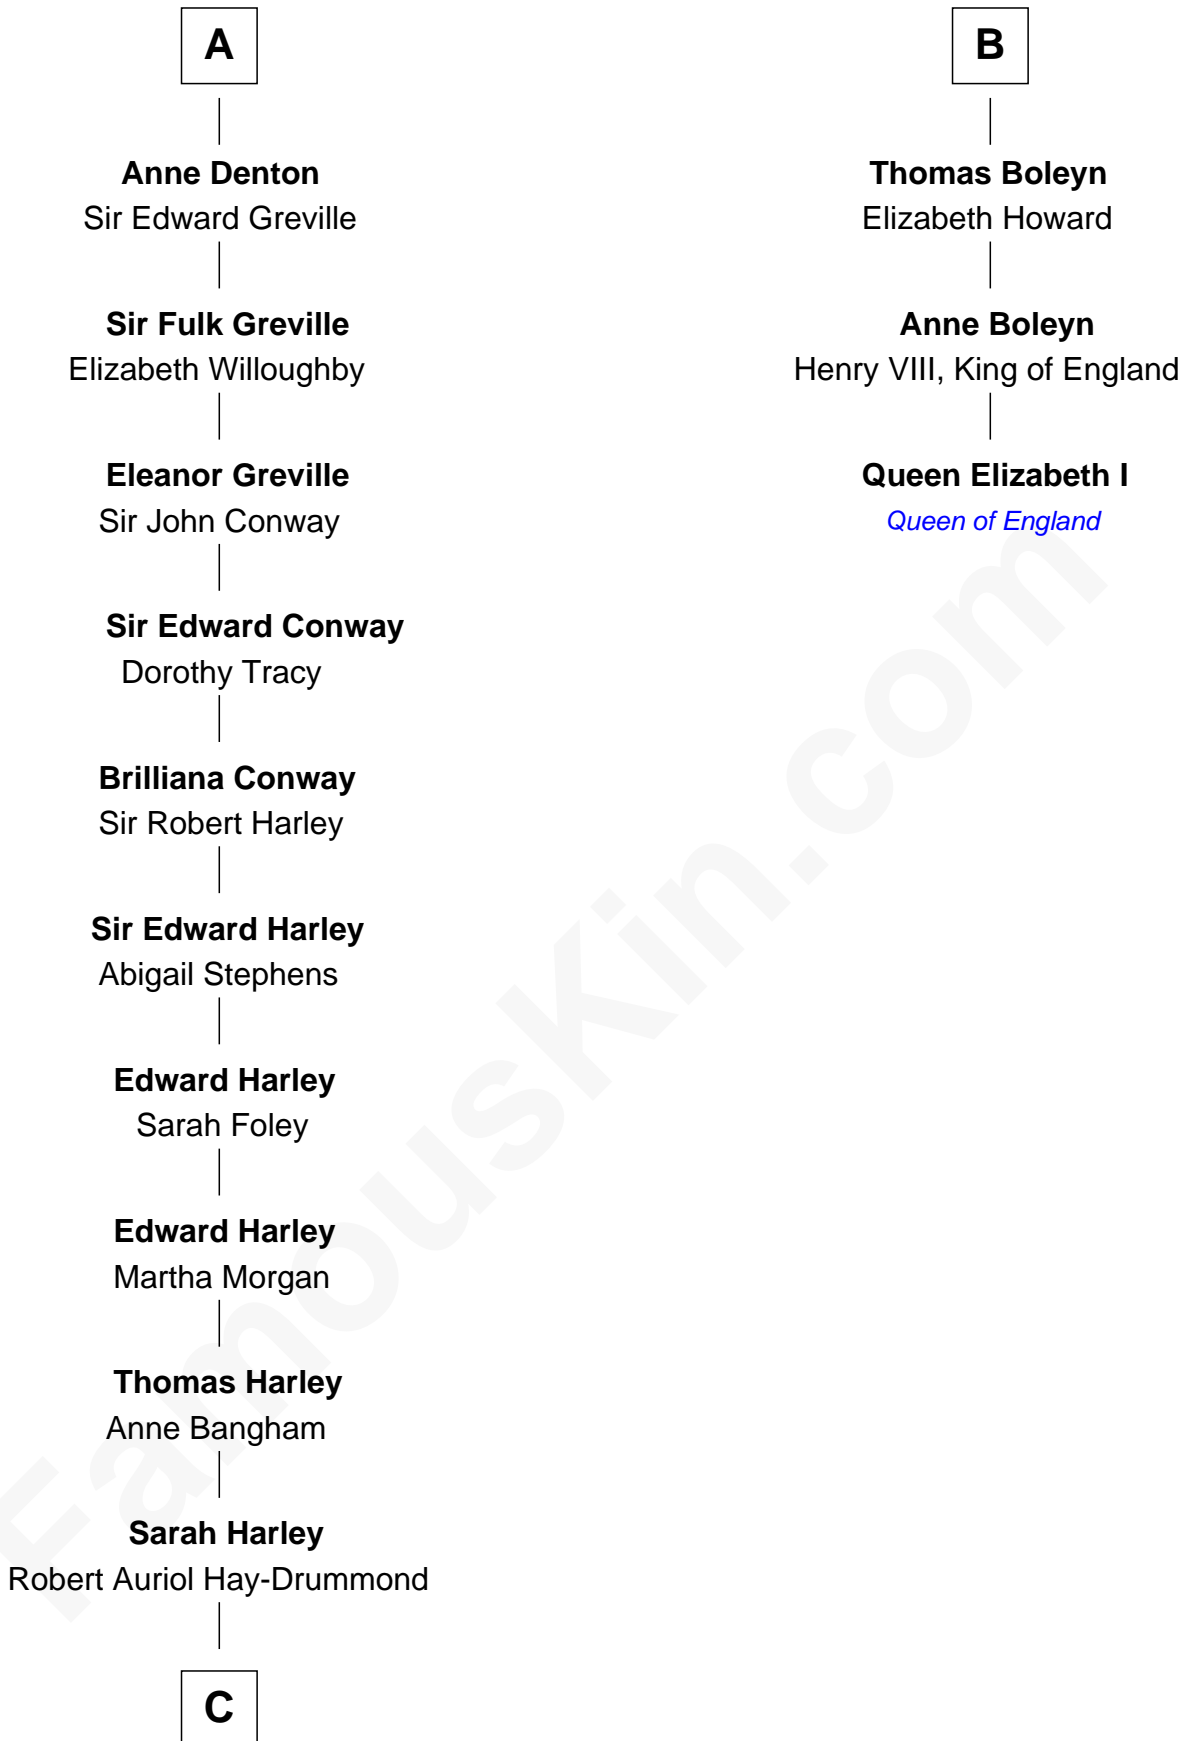 A
Anne Denton
Sir Edward Greville
Sir Fulk Greville
Elizabeth Willoughby
Eleanor Greville
Sir John Conway
Sir Edward Conway
Dorothy Tracy
Brilliana Conway
Sir Robert Harley
Sir Edward Harley
Abigail Stephens
Edward Harley
Sarah Foley
Edward Harley
Martha Morgan
Thomas Harley
Anne Bangham
Sarah Harley
Robert Auriol Hay-Drummond
C
B
Thomas Boleyn
Elizabeth Howard
Anne Boleyn
Henry VIII, King of England
Queen Elizabeth I
Queen of England
FamousKin.com